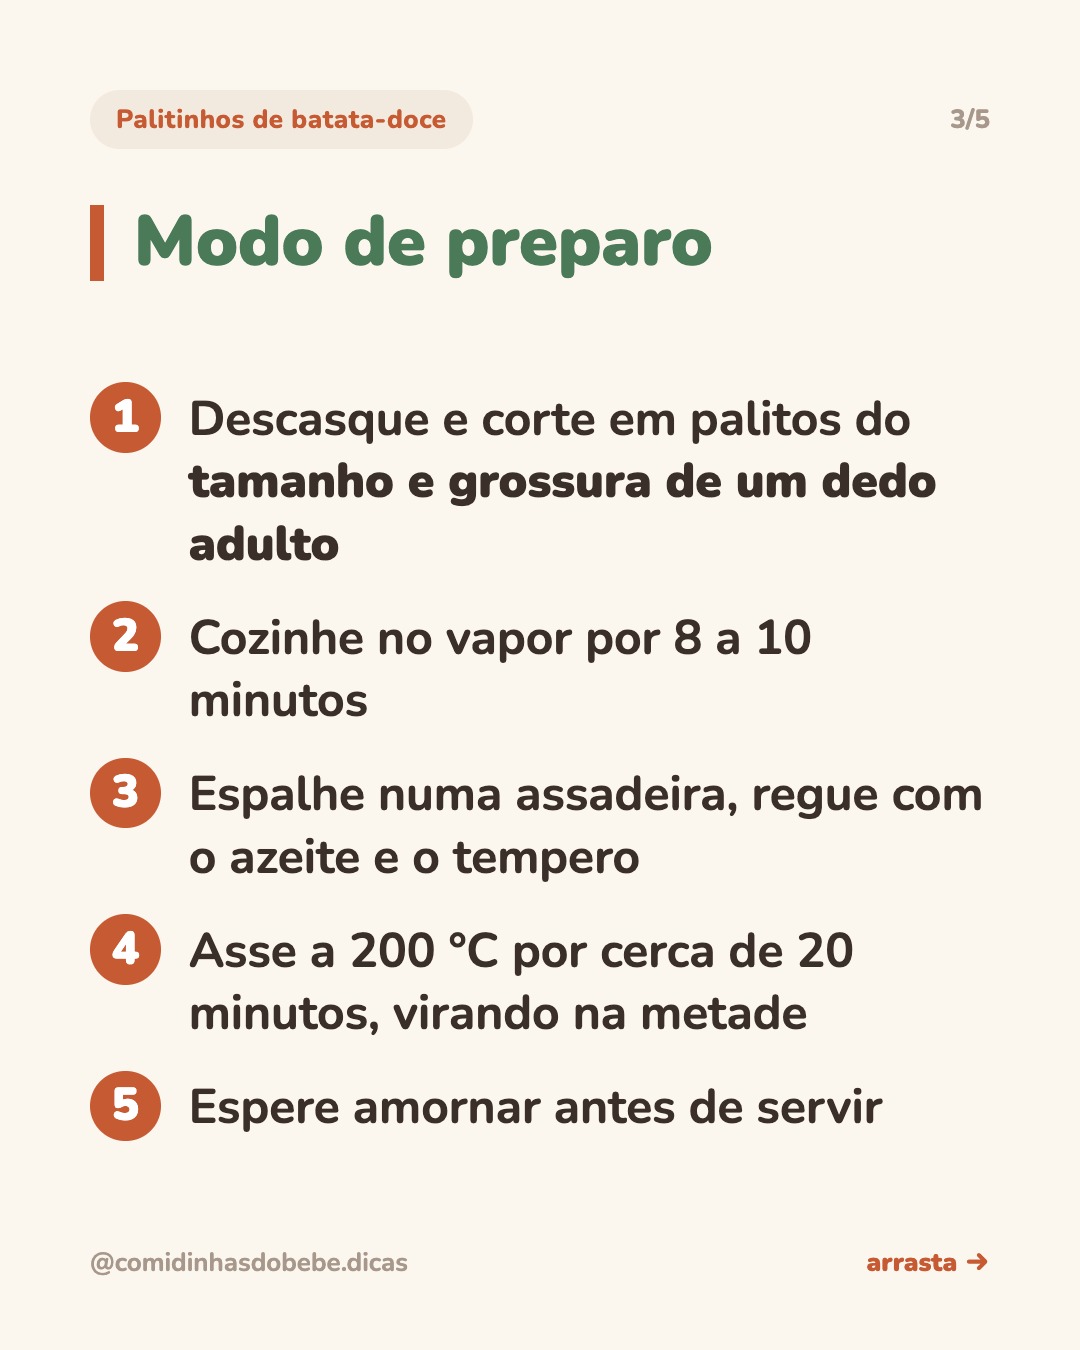 Palitinhos de batata-doce
3/5
Modo de preparo
1 Descasque e corte em palitos do
tamanho e grossura de um dedo
adulto
2 Cozinhe no vapor por 8 a 10
minutos
3 Espalhe numa assadeira, regue com
o azeite e o tempero
4 Asse a 200 °C por cerca de 20
minutos, virando na metade
5 Espere amornar antes de servir
@comidinhasdobebe.dicas
arrasta →